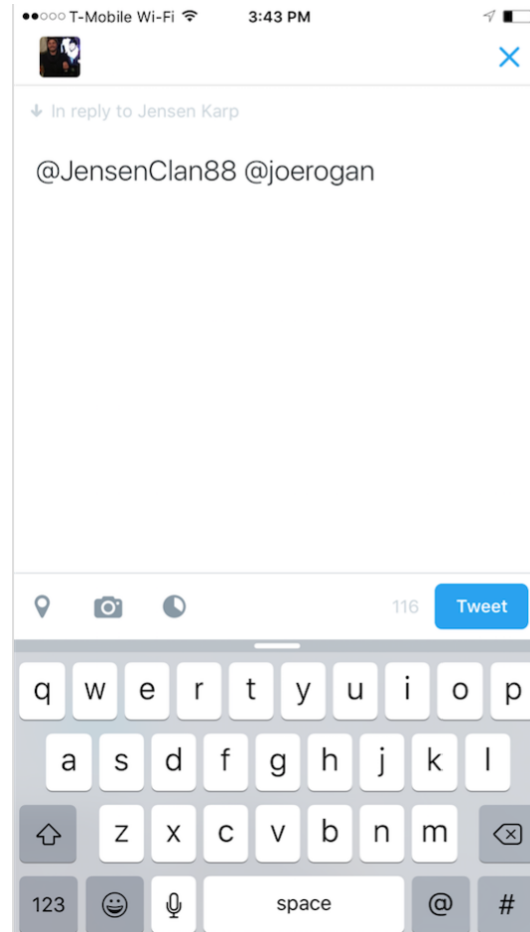 T-Mobile Wi-Fi 3:43 PM
In reply to Jensen Karp
@JensenClan88 @joerogan
116 Tweet
q w e r t y u i o p
a s d f g h j k l
z x c v b n m
123 space @ #